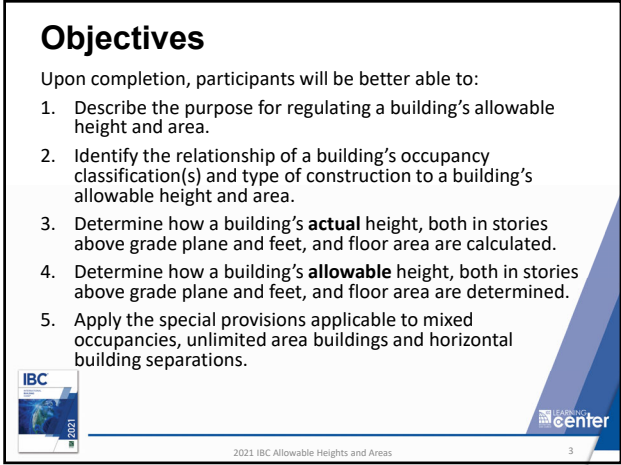 Objectives
Upon completion, participants will be better able to:
1. Describe the purpose for regulating a building's allowable
height and area.
2. Identify the relationship of a building's occupancy
classification(s) and type of construction to a building's
allowable height and area.
3. Determine how a building's actual height, both in stories
above grade plane and feet, and floor area are calculated.
4. Determine how a building's allowable height, both in stories
above grade plane and feet, and floor area are determined.
5. Apply the special provisions applicable to mixed
occupancies, unlimited area buildings and horizontal
building separations.
IBC
2021
LEARNING
center
2021 IBC Allowable Heights and Areas
3